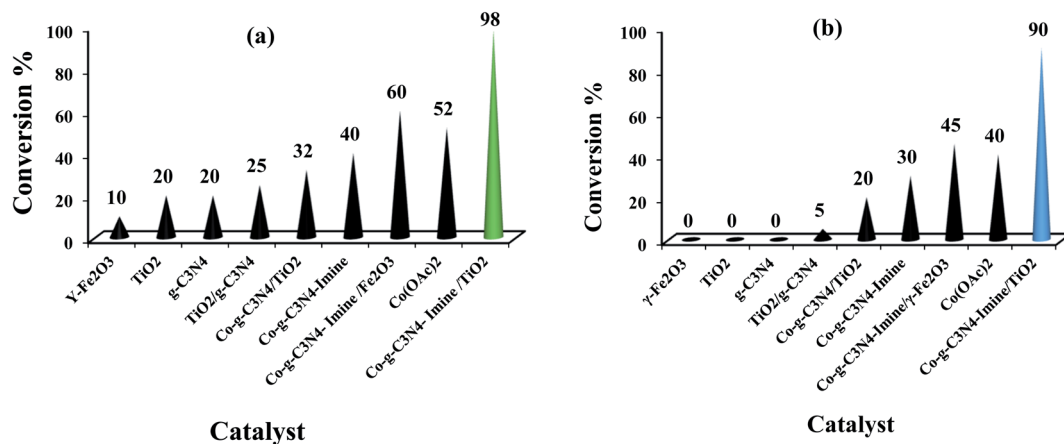 (a)
Conversion %
100
80
60
40
20
0
10
20
20
25
32
40
60
52
98
Y-Fe2O3
TiO2
g-C3N4
TiO2/g-C3N4
Co-g-C3N4/TiO2
Co-g-C3N4-Imine
Co-g-C3N4- Imine /Fe2O3
Co(OAc)2
Co-g-C3N4- Imine /TiO2
Catalyst
(b)
Conversion %
100
80
60
40
20
0
0
0
0
5
20
30
45
40
90
γ-Fe2O3
TiO2
g-C3N4
TiO2/g-C3N4
Co-g-C3N4/TiO2
Co-g-C3N4-Imine
Co-g-C3N4-Imine/γ-Fe2O3
Co(OAc)2
Co-g-C3N4-Imine/TiO2
Catalyst